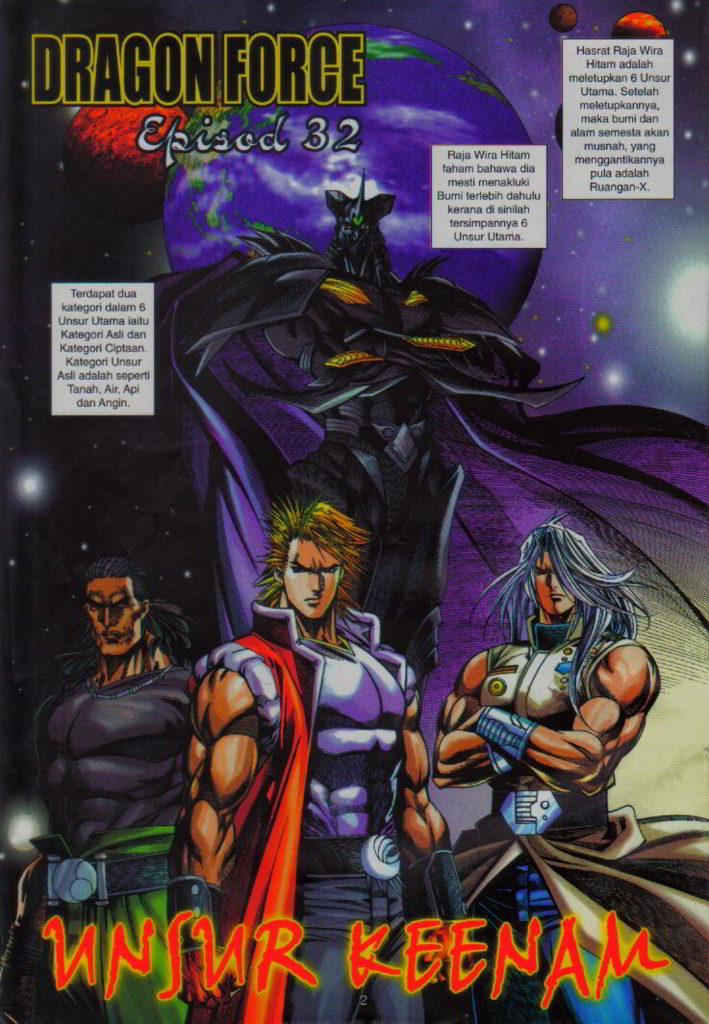 DRAGON FORCE
Episod 32
Hasrat Raja Wira
Hitam adalah
meletupkan 6 Unsur
Utama. Setelah
meletupkannya,
maka bumi dan
alam semesta akan
musnah, yang
menggantikannya
pula adalah
Ruangan-X.
Raja Wira Hitam
faham bahawa dia
mesti menakluki
Bumi terlebih dahulu
kerana di sinilah
tersimpannya 6
Unsur Utama.
Terdapat dua
kategori dalam 6
Unsur Utama iaitu
Kategori Asli dan
Kategori Ciptaan.
Kategori Unsur
Asli adalah seperti
Tanah, Air, Api
dan Angin.
UNSUR KEENAM
2